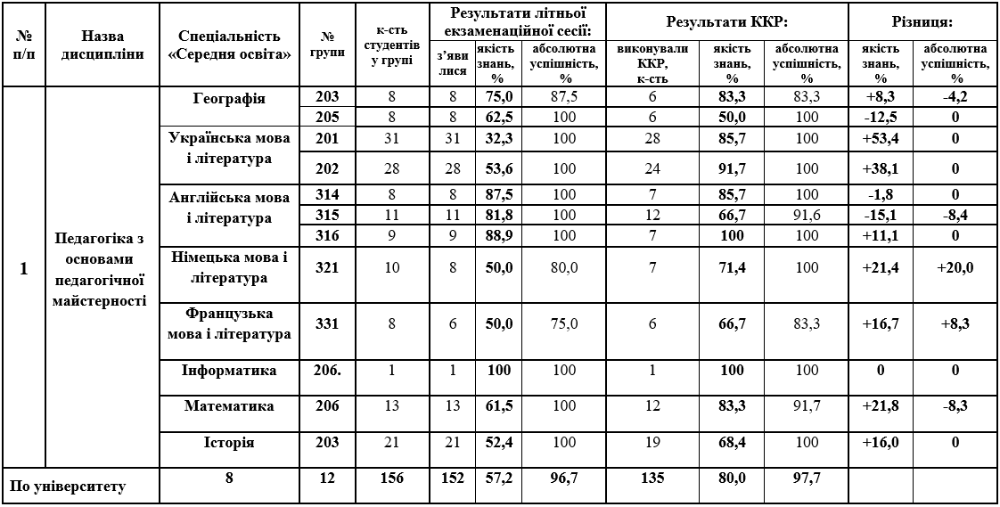 № п/п | Назва дисципліни | Спеціальність «Середня освіта» | № групи | к-сть студентів у групі | Результати літньої екзаменаційної сесії: | Результати ККР: | Різниця:
з’яви лися | якість знань, % | абсолютна успішність, % | виконували ККР, к-сть | якість знань, % | абсолютна успішність, % | якість знань, % | абсолютна успішність, %
1 | Педагогіка з основами педагогічної майстерності | Географія | 203 | 8 | 8 | 75,0 | 87,5 | 6 | 83,3 | 83,3 | +8,3 | -4,2
205 | 8 | 8 | 62,5 | 100 | 6 | 50,0 | 100 | -12,5 | 0
Українська мова і література | 201 | 31 | 31 | 32,3 | 100 | 28 | 85,7 | 100 | +53,4 | 0
202 | 28 | 28 | 53,6 | 100 | 24 | 91,7 | 100 | +38,1 | 0
Англійська мова і література | 314 | 8 | 8 | 87,5 | 100 | 7 | 85,7 | 100 | -1,8 | 0
315 | 11 | 11 | 81,8 | 100 | 12 | 66,7 | 91,6 | -15,1 | -8,4
316 | 9 | 9 | 88,9 | 100 | 7 | 100 | 100 | +11,1 | 0
Німецька мова і література | 321 | 10 | 8 | 50,0 | 80,0 | 7 | 71,4 | 100 | +21,4 | +20,0
Французька мова і література | 331 | 8 | 6 | 50,0 | 75,0 | 6 | 66,7 | 83,3 | +16,7 | +8,3
Інформатика | 206. | 1 | 1 | 100 | 100 | 1 | 100 | 100 | 0 | 0
Математика | 206 | 13 | 13 | 61,5 | 100 | 12 | 83,3 | 91,7 | +21,8 | -8,3
Історія | 203 | 21 | 21 | 52,4 | 100 | 19 | 68,4 | 100 | +16,0 | 0
По університету | 8 | 12 | 156 | 152 | 57,2 | 96,7 | 135 | 80,0 | 97,7